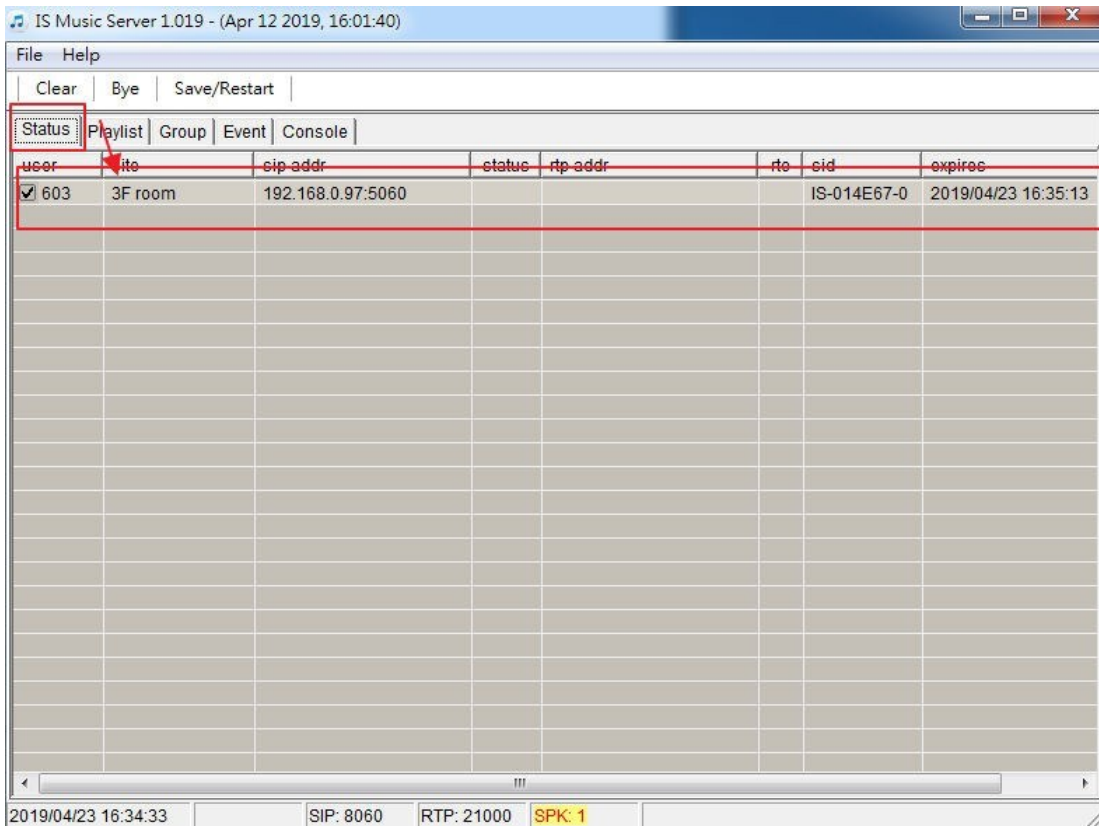 IS Music Server 1.019 - (Apr 12 2019, 16:01:40)
File Help
Clear Bye Save/Restart
Status Playlist Group Event Console
user site sip addr status rtp addr rto sid expires
603 3F room 192.168.0.97:5060 IS-014E67-0 2019/04/23 16:35:13
2019/04/23 16:34:33 SIP: 8060 RTP: 21000 SPK: 1